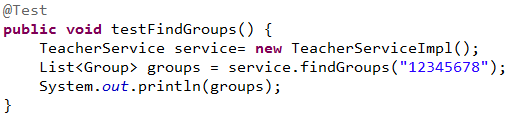 @Test
public void testFindGroups() {
    TeacherService service= new TeacherServiceImpl();
    List<Group> groups = service.findGroups("12345678");
    System.out.println(groups);
}